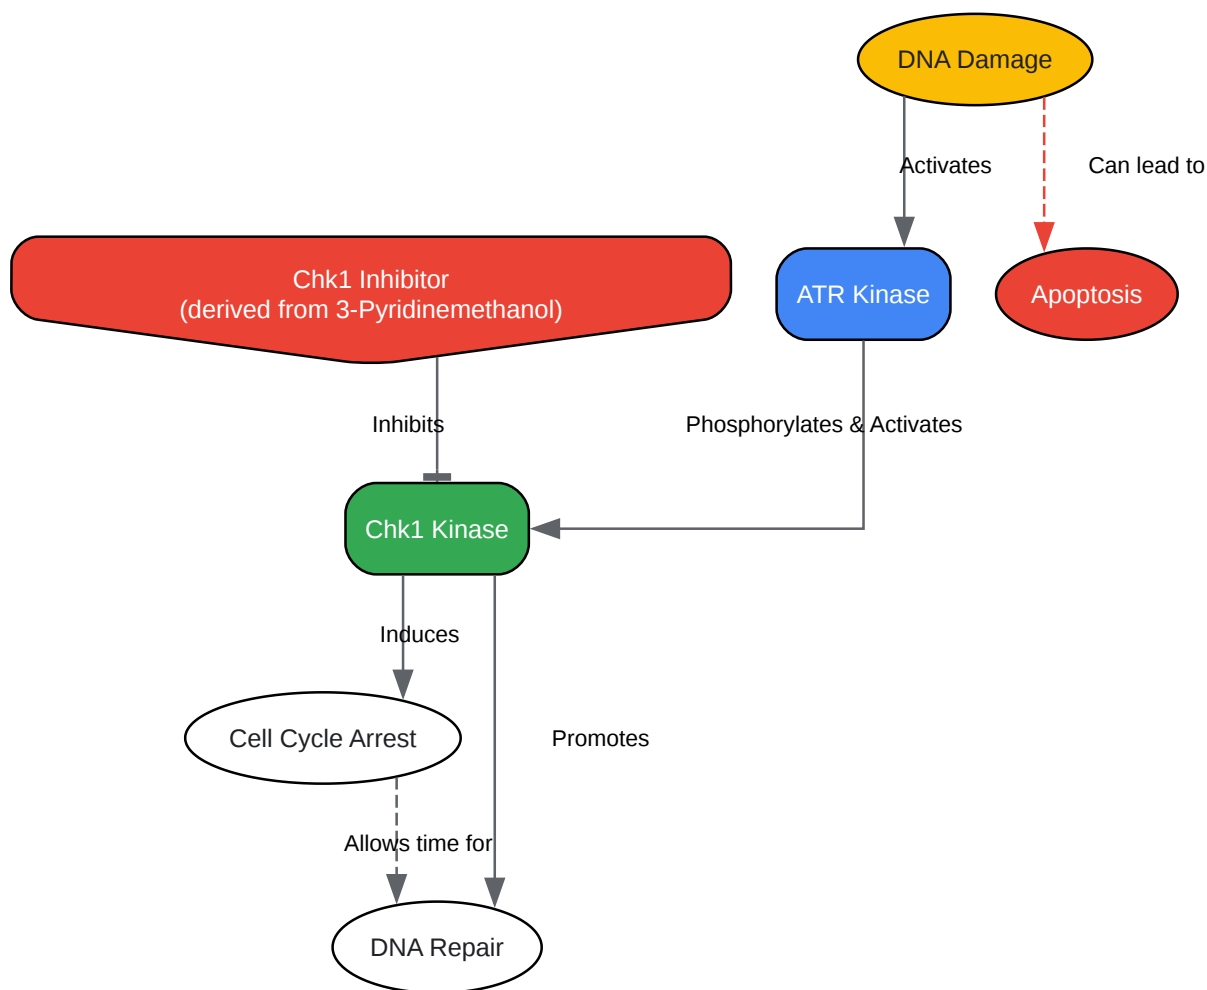 DNA Damage
Activates
Can lead to
Chk1 Inhibitor
(derived from 3-Pyridinemethanol)
ATR Kinase
Apoptosis
Inhibits
Phosphorylates & Activates
Chk1 Kinase
Induces
Cell Cycle Arrest
Promotes
Allows time for
DNA Repair